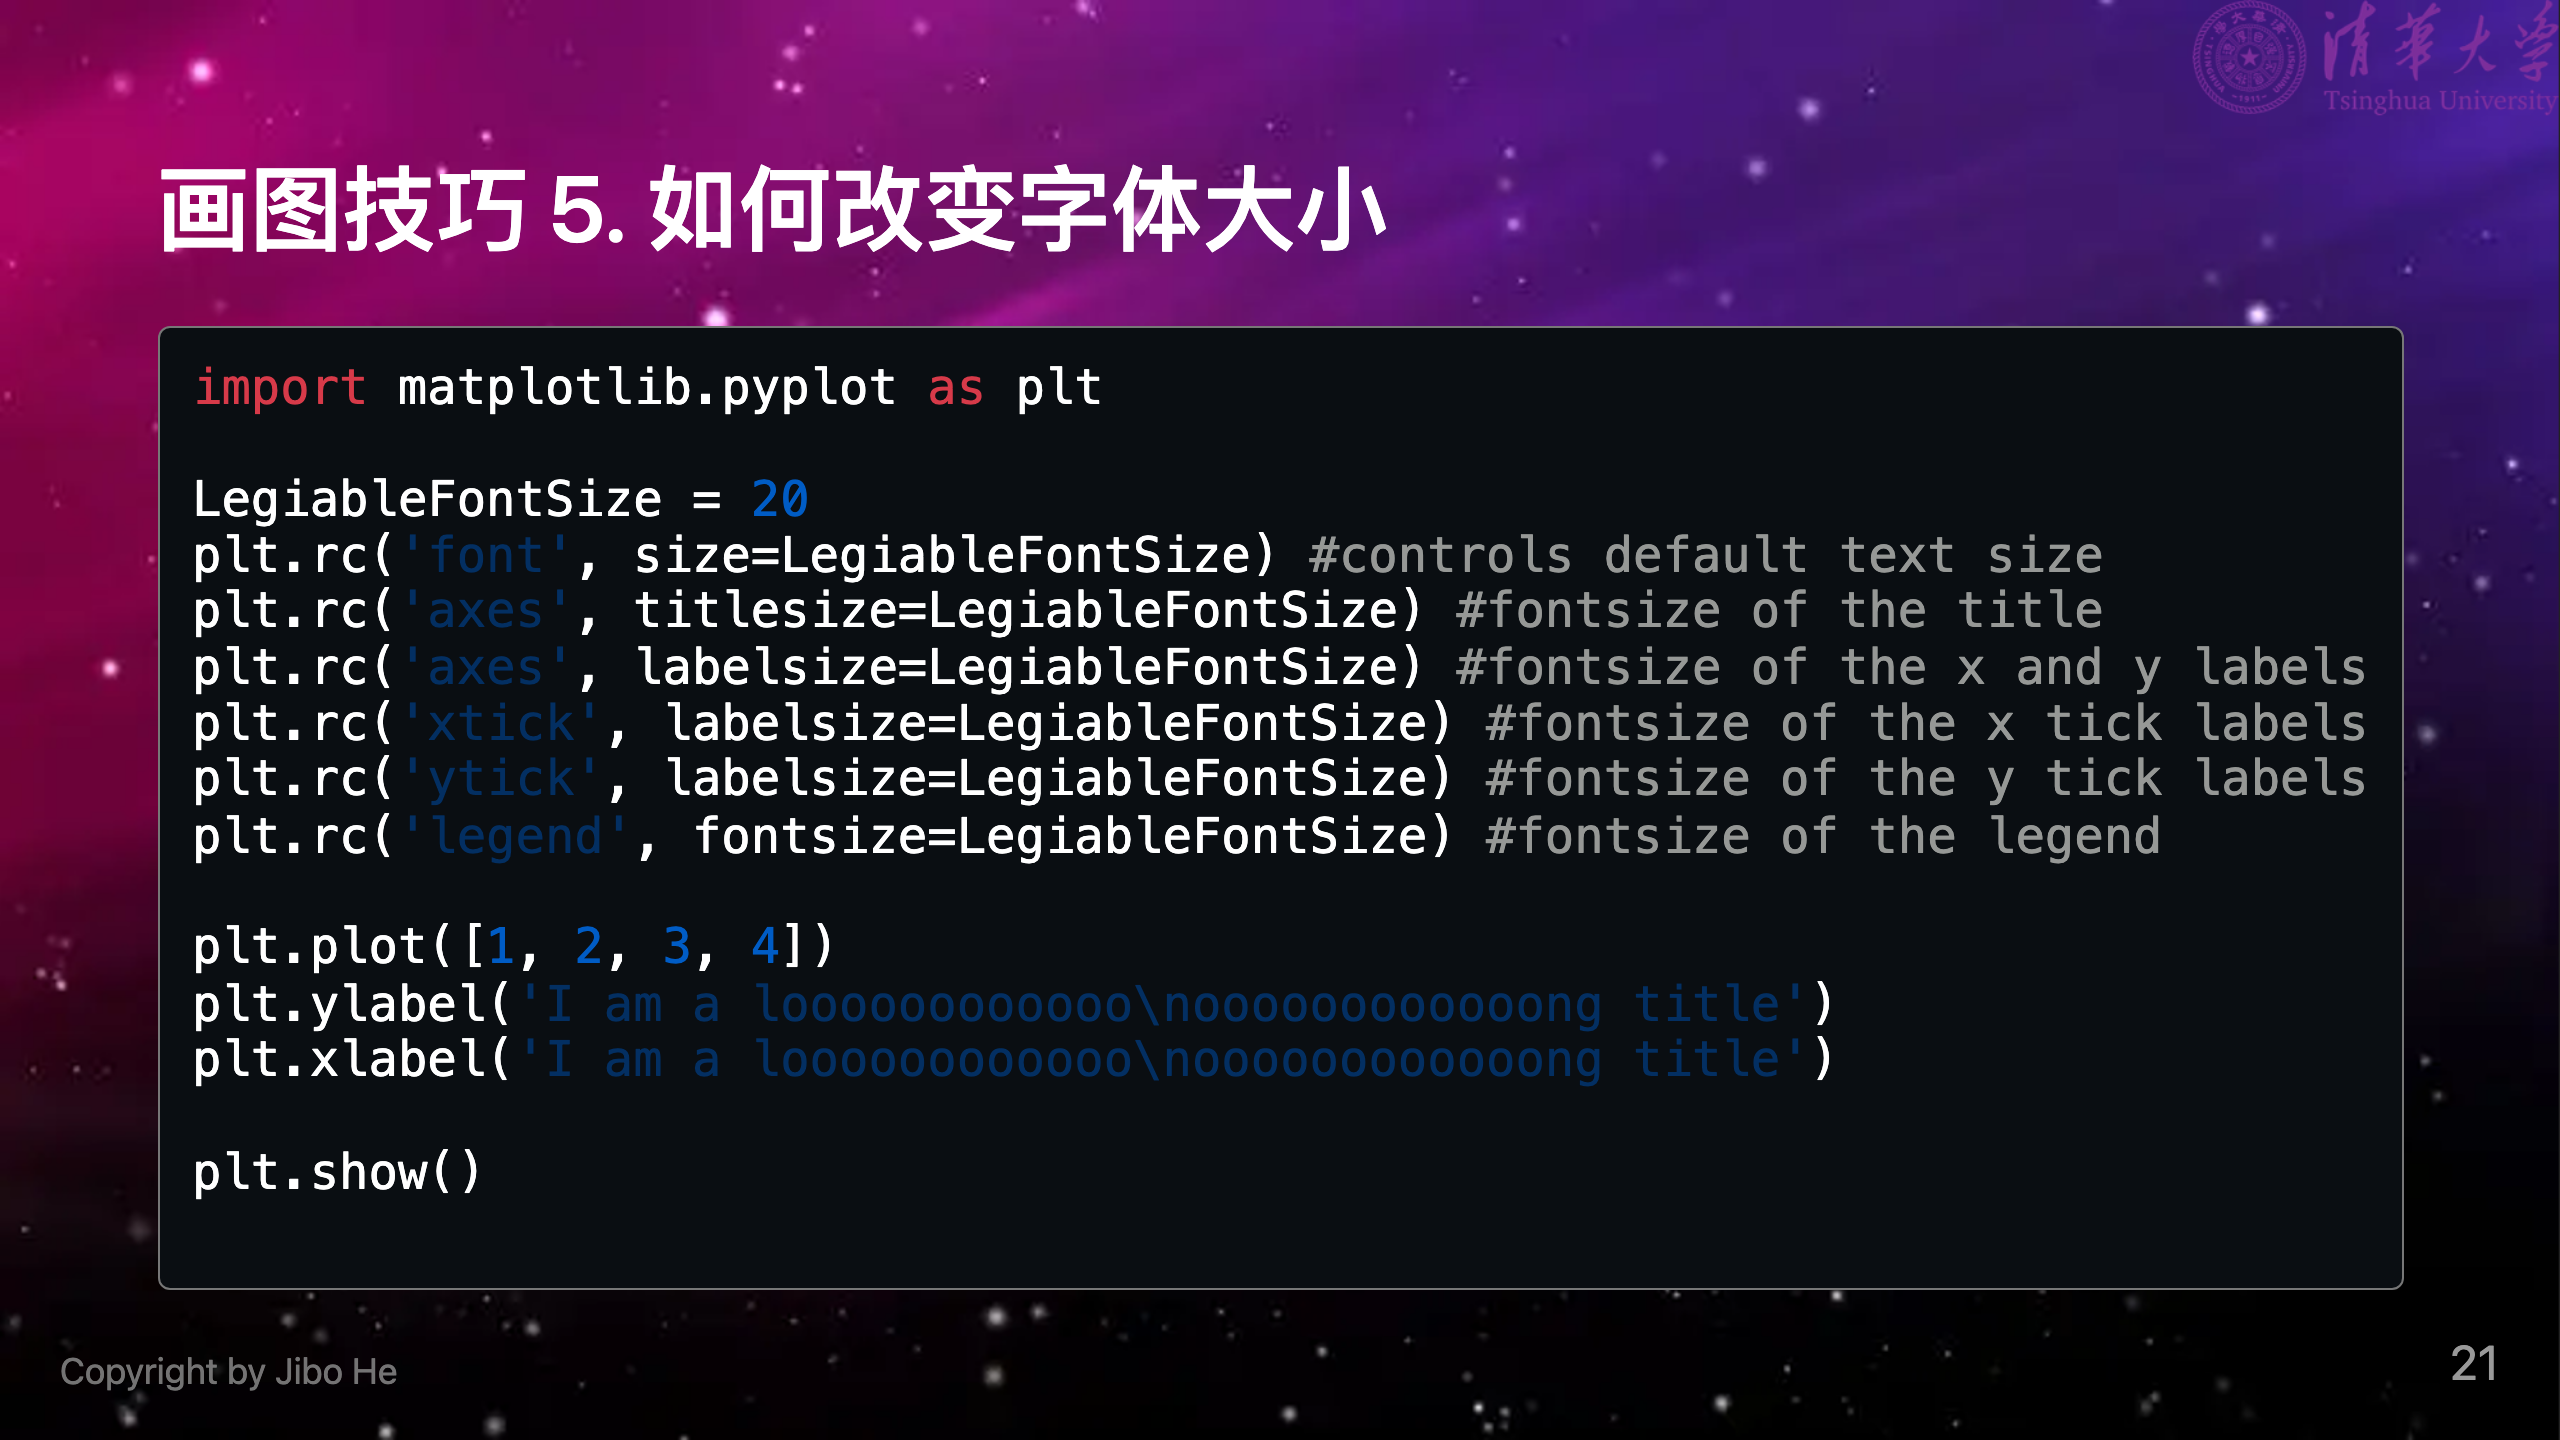 清华大学
Tsinghua University
画图技巧 5. 如何改变字体大小
import matplotlib.pyplot as plt
LegiableFontSize = 20
plt.rc('font', size=LegiableFontSize) #controls default text size
plt.rc('axes', titlesize=LegiableFontSize) #fontsize of the title
plt.rc('axes', labelsize=LegiableFontSize) #fontsize of the x and y labels
plt.rc('xtick', labelsize=LegiableFontSize) #fontsize of the x tick labels
plt.rc('ytick', labelsize=LegiableFontSize) #fontsize of the y tick labels
plt.rc('legend', fontsize=LegiableFontSize) #fontsize of the legend
plt.plot([1, 2, 3, 4])
plt.ylabel('I am a loooooooooooo\nooooooooooooong title')
plt.xlabel('I am a loooooooooooo\nooooooooooooong title')
plt.show()
Copyright by Jibo He
21